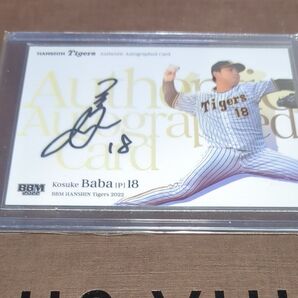 HANSHIN Tigers Authentic Autographed Card
Authentic
Autographed
Card
Tigers
18
18
Kosuke Baba [P] 18
BBM HANSHIN Tigers 2022
BBM